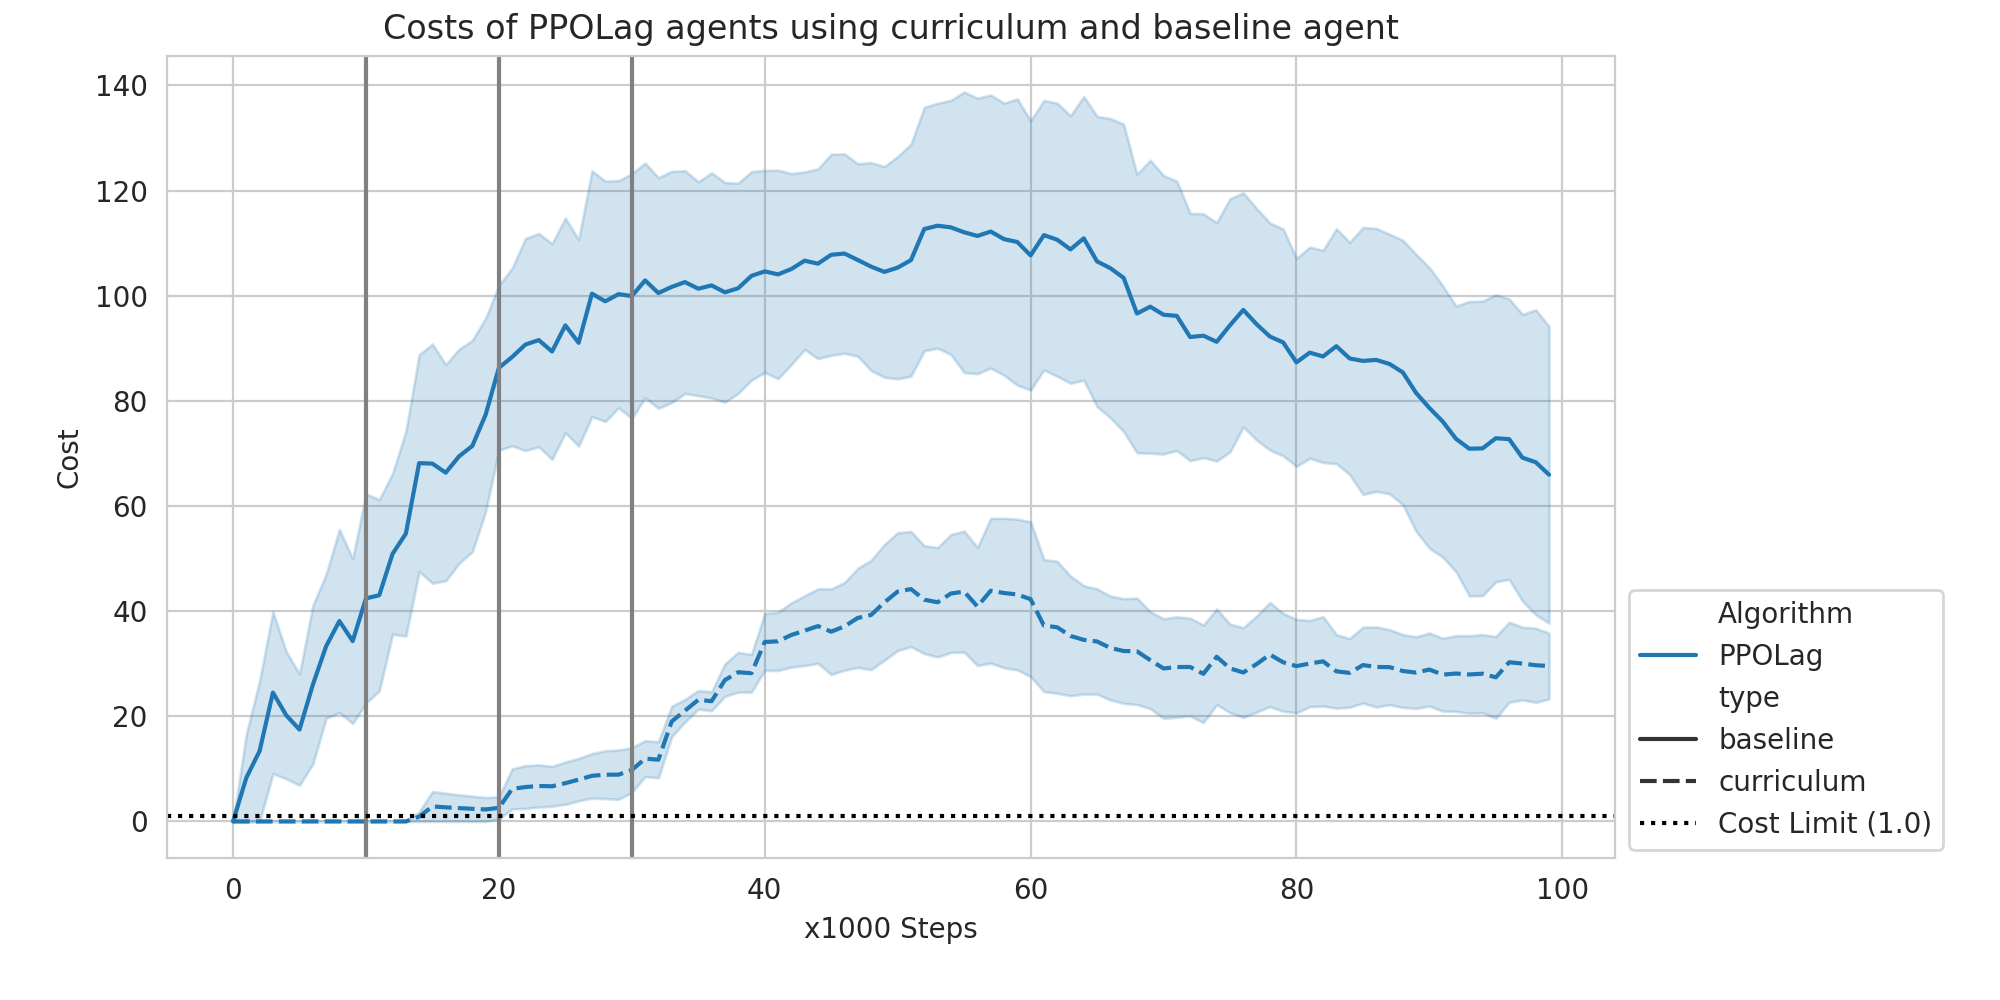 Costs of PPOLag agents using curriculum and baseline agent
140
120
100
80
60
40
20
0
Cost
0 20 40 60 80 100
x1000 Steps
Algorithm
PPOLag
type
baseline
curriculum
Cost Limit (1.0)